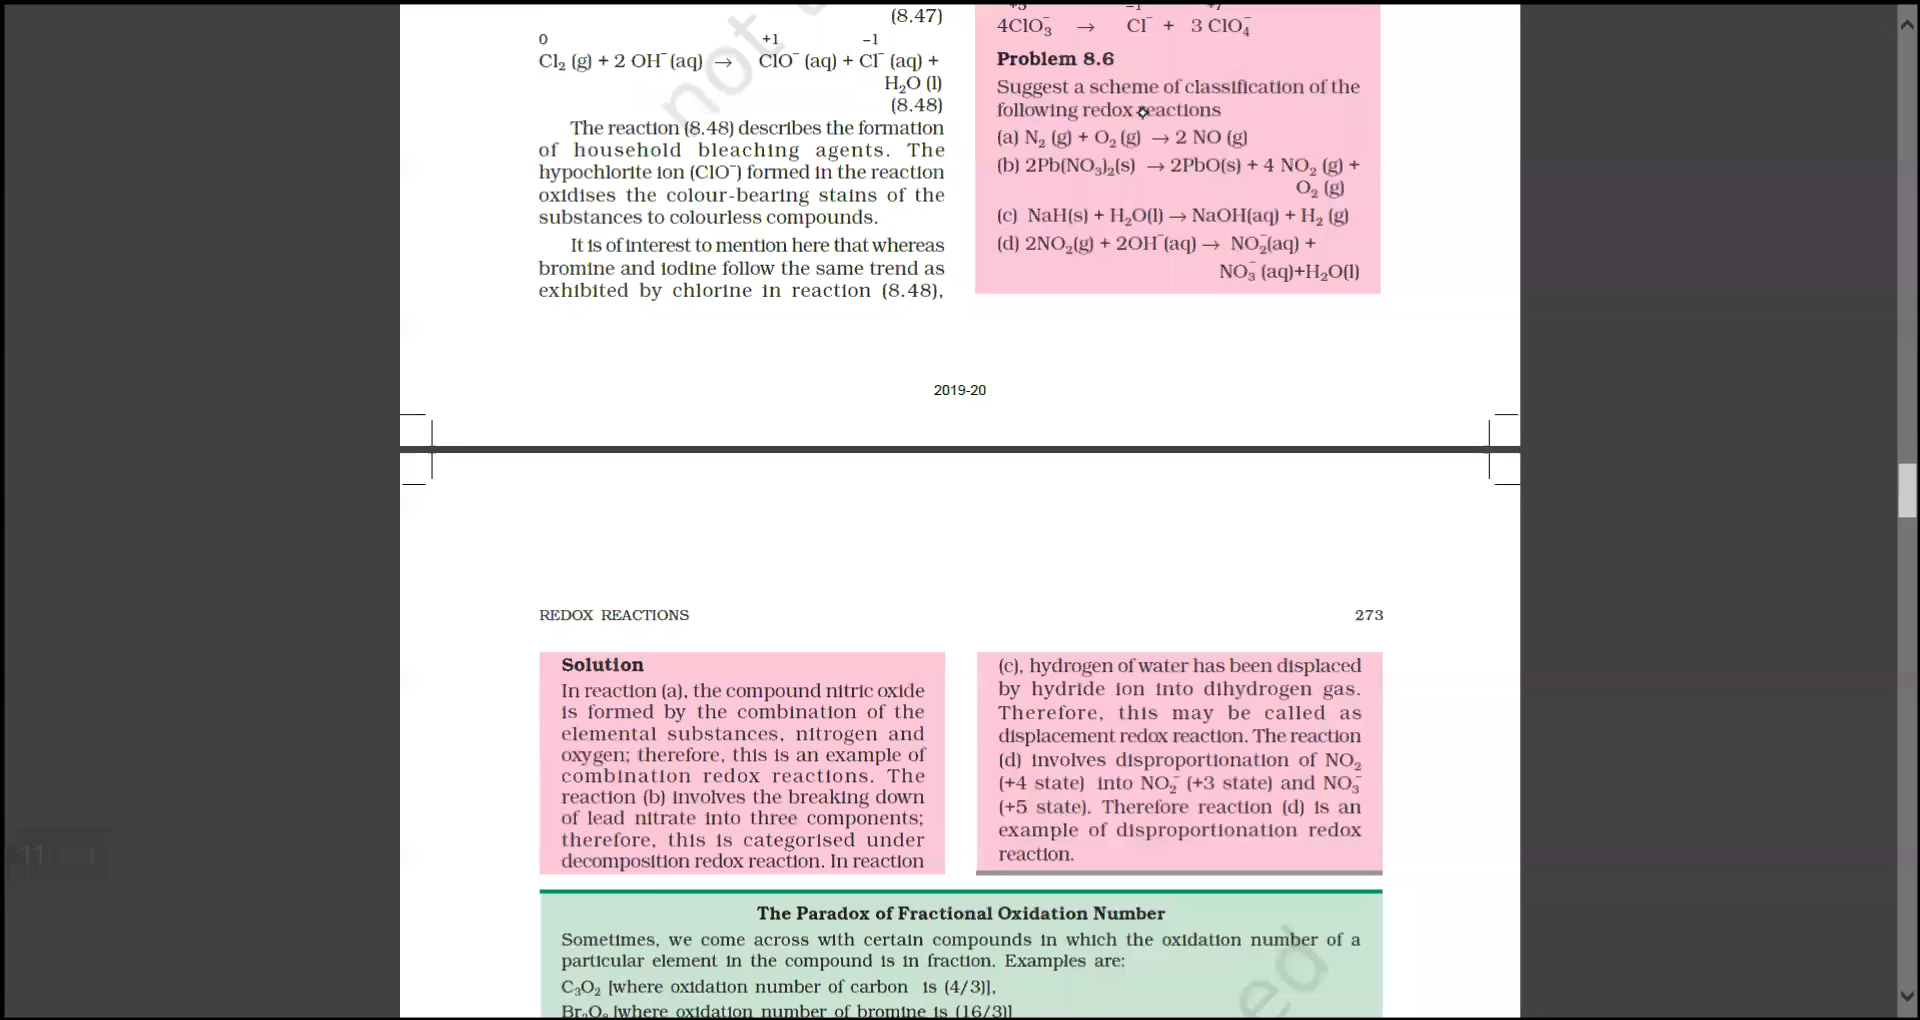 (8.47)
0 +1 –1
Cl₂ (g) + 2 OH⁻ (aq) → ClO⁻ (aq) + Cl⁻ (aq) +
H₂O (l)
(8.48)
The reaction (8.48) describes the formation
of household bleaching agents. The
hypochlorite ion (ClO⁻) formed in the reaction
oxidises the colour-bearing stains of the
substances to colourless compounds.
It is of interest to mention here that whereas
bromine and iodine follow the same trend as
exhibited by chlorine in reaction (8.48),
not
4ClO₃⁻ → Cl⁻ + 3 ClO₄⁻
Problem 8.6
Suggest a scheme of classification of the
following redox reactions
(a) N₂ (g) + O₂ (g) → 2 NO (g)
(b) 2Pb(NO₃)₂(s) → 2PbO(s) + 4 NO₂ (g) +
O₂ (g)
(c) NaH(s) + H₂O(l) → NaOH(aq) + H₂ (g)
(d) 2NO₂(g) + 2OH⁻(aq) → NO₂⁻(aq) +
NO₃⁻ (aq)+H₂O(l)
2019-20
REDOX REACTIONS 273
Solution
In reaction (a), the compound nitric oxide
is formed by the combination of the
elemental substances, nitrogen and
oxygen; therefore, this is an example of
combination redox reactions. The
reaction (b) involves the breaking down
of lead nitrate into three components;
therefore, this is categorised under
decomposition redox reaction. In reaction
(c), hydrogen of water has been displaced
by hydride ion into dihydrogen gas.
Therefore, this may be called as
displacement redox reaction. The reaction
(d) involves disproportionation of NO₂
(+4 state) into NO₂⁻ (+3 state) and NO₃⁻
(+5 state). Therefore reaction (d) is an
example of disproportionation redox
reaction.
The Paradox of Fractional Oxidation Number
Sometimes, we come across with certain compounds in which the oxidation number of a
particular element in the compound is in fraction. Examples are:
C₃O₂ [where oxidation number of carbon is (4/3)],
Br₃O₈ [where oxidation number of bromine is (16/3)]
ed